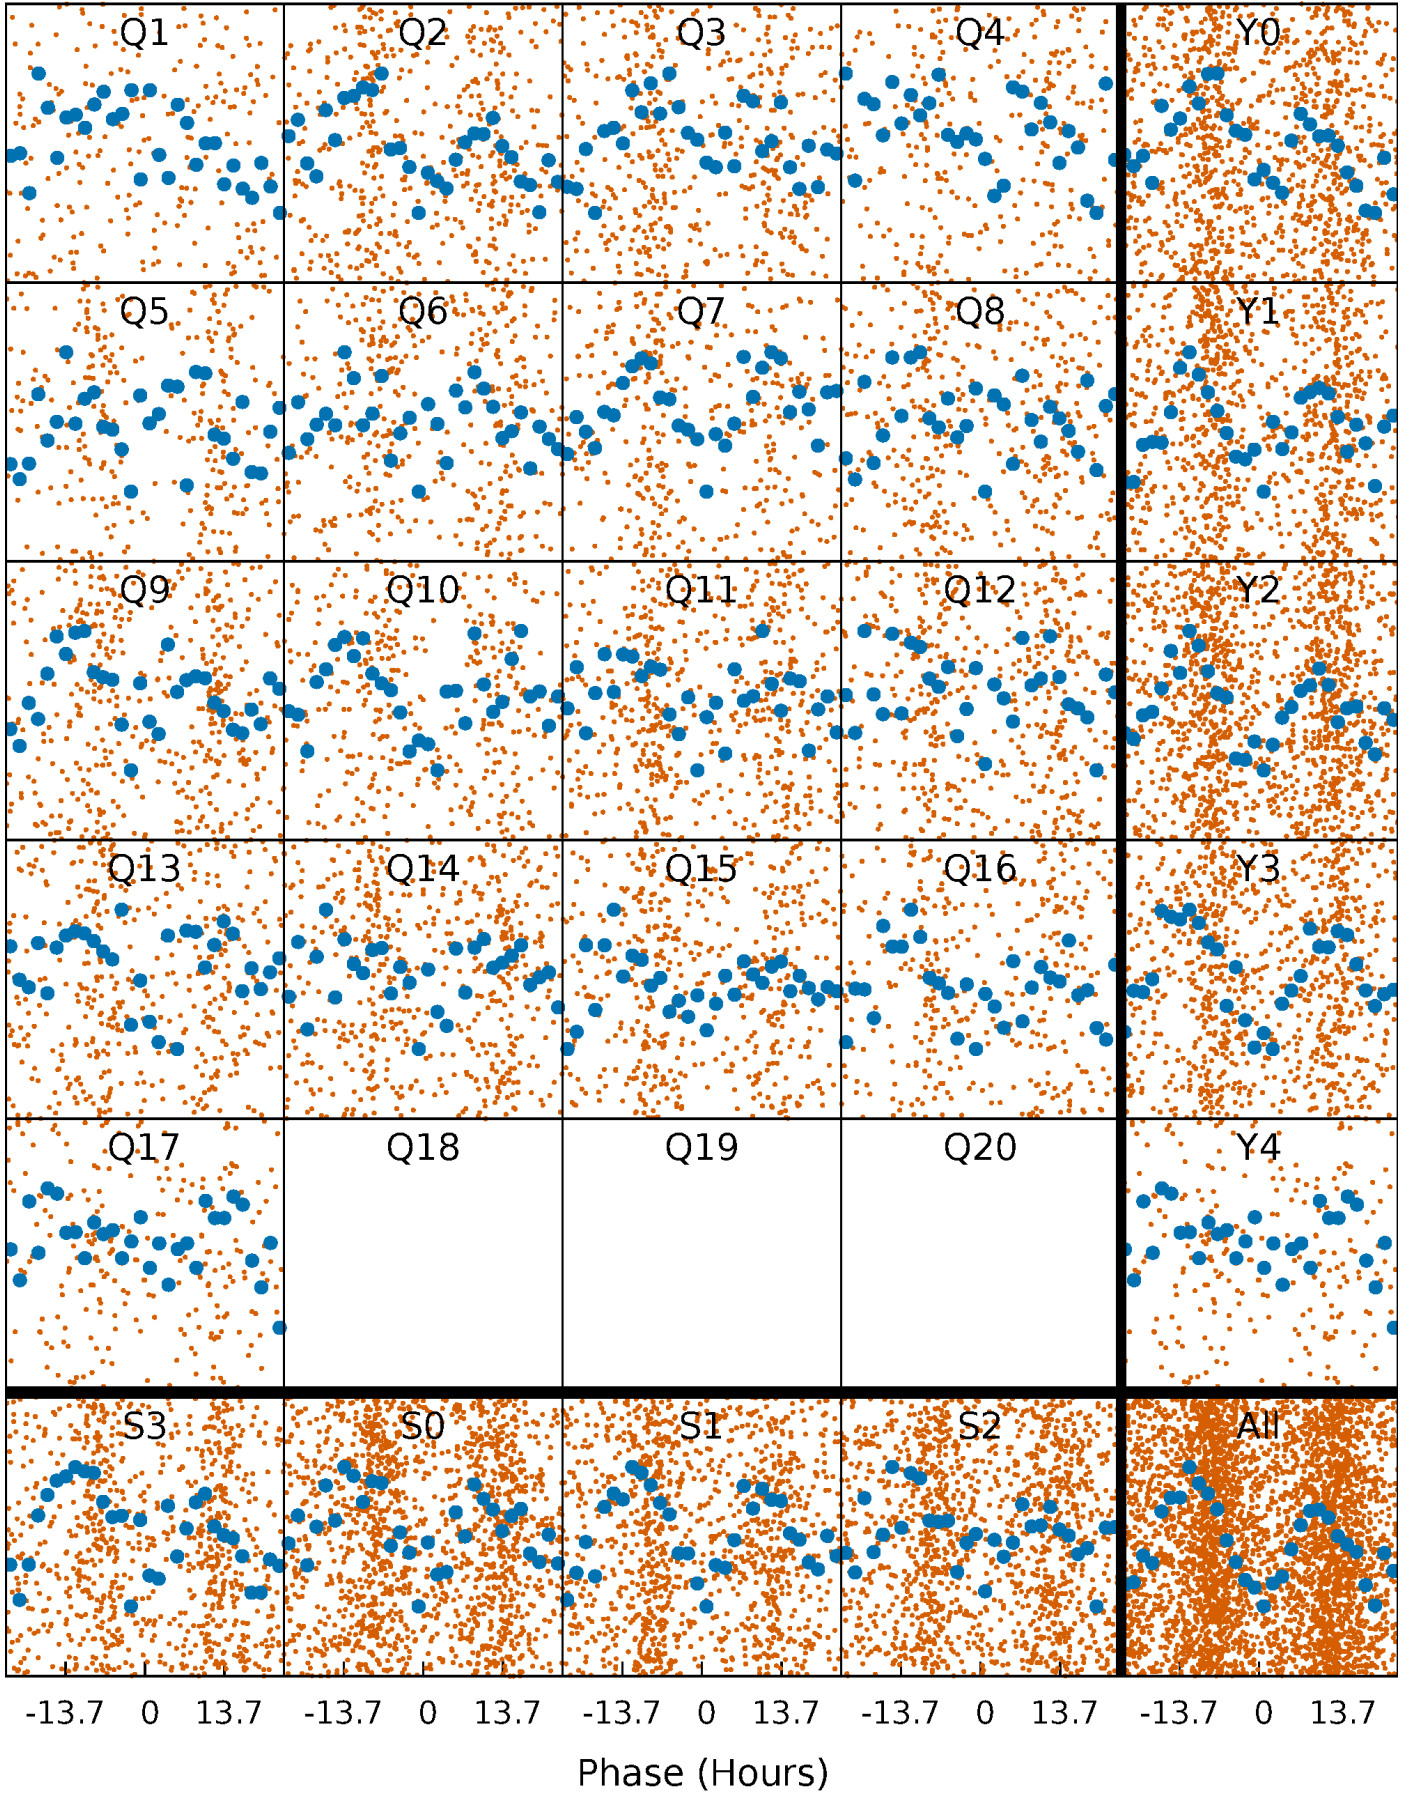 Q1 Q2 Q3 Q4 Y0
Q5 Q6 Q7 Q8 Y1
Q9 Q10 Q11 Q12 Y2
Q13 Q14 Q15 Q16 Y3
Q17 Q18 Q19 Q20 Y4
S3 S0 S1 S2 All
-13.7 0 13.7 -13.7 0 13.7 -13.7 0 13.7 -13.7 0 13.7 -13.7 0 13.7
Phase (Hours)